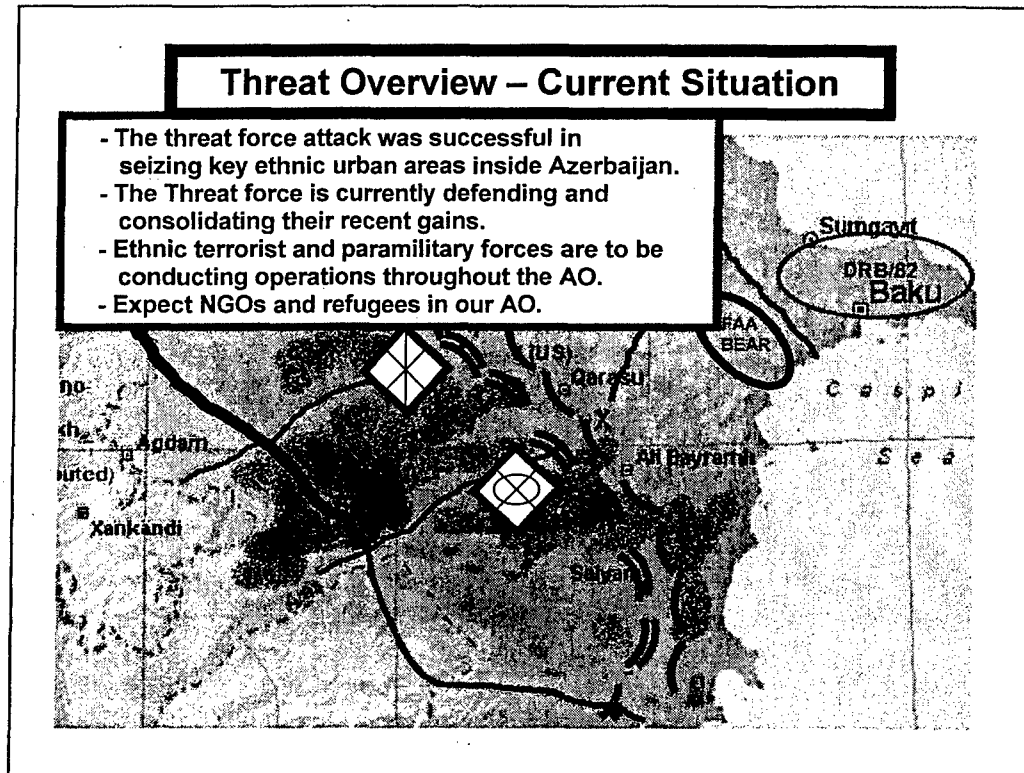 Threat Overview – Current Situation
- The threat force attack was successful in
seizing key ethnic urban areas inside Azerbaijan.
- The Threat force is currently defending and
consolidating their recent gains.
- Ethnic terrorist and paramilitary forces are to be
conducting operations throughout the AO.
- Expect NGOs and refugees in our AO.
Sumgayit
DRB/82
Baku
BEAR
(US)
Qarasu
X
Caspi
Sea
Agdam
Ali Bayramli
uted)
Xankandi
Salyan